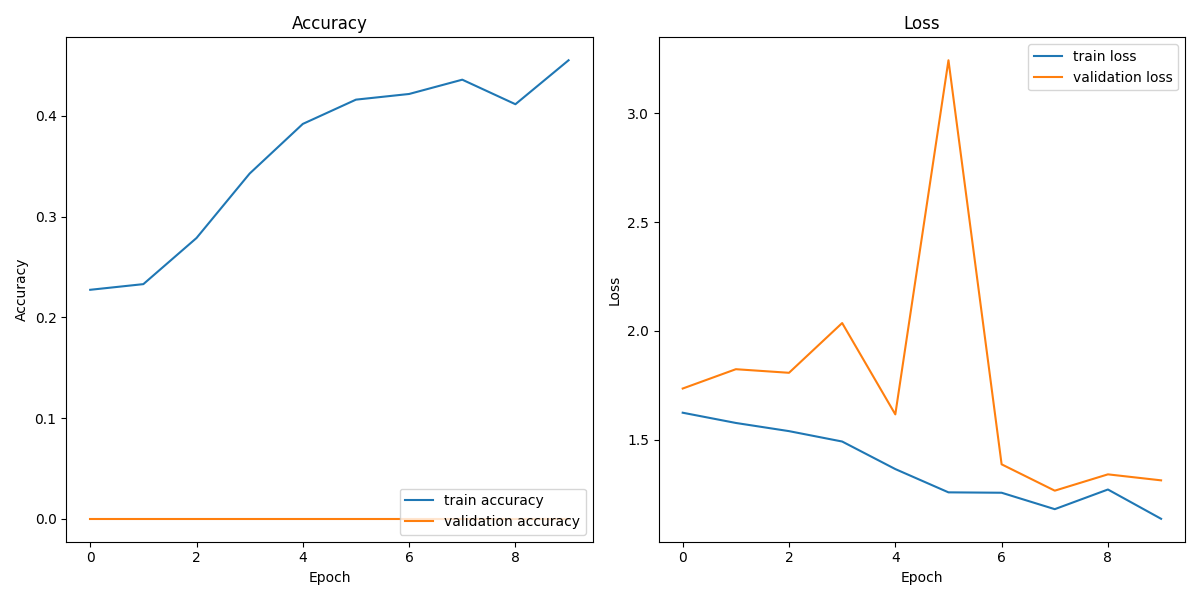 Accuracy
Accuracy
0.4
0.3
0.2
0.1
0.0
train accuracy
validation accuracy
0 2 4 6 8
Epoch
Loss
Loss
3.0
2.5
2.0
1.5
train loss
validation loss
0 2 4 6 8
Epoch